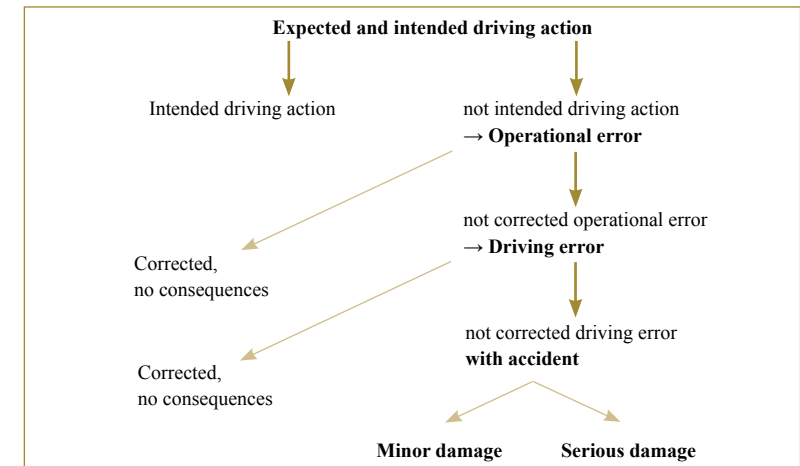 Expected and intended driving action
Intended driving action
not intended driving action
→ Operational error
not corrected operational error
→ Driving error
Corrected,
no consequences
not corrected driving error
with accident
Corrected,
no consequences
Minor damage
Serious damage